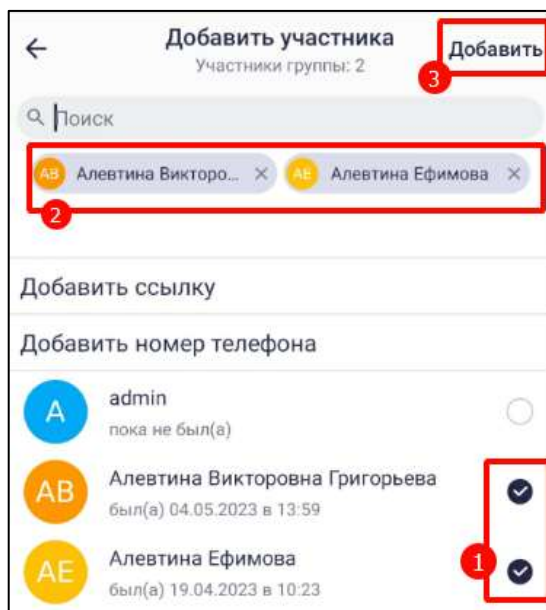 Добавить участника
Участники группы: 2
Добавить
3
Поиск
АВ Алевтина Викторо... × АЕ Алевтина Ефимова ×
2
Добавить ссылку
Добавить номер телефона
A admin
пока не был(а)
АВ Алевтина Викторовна Григорьева
был(а) 04.05.2023 в 13:59
1
АЕ Алевтина Ефимова
был(а) 19.04.2023 в 10:23